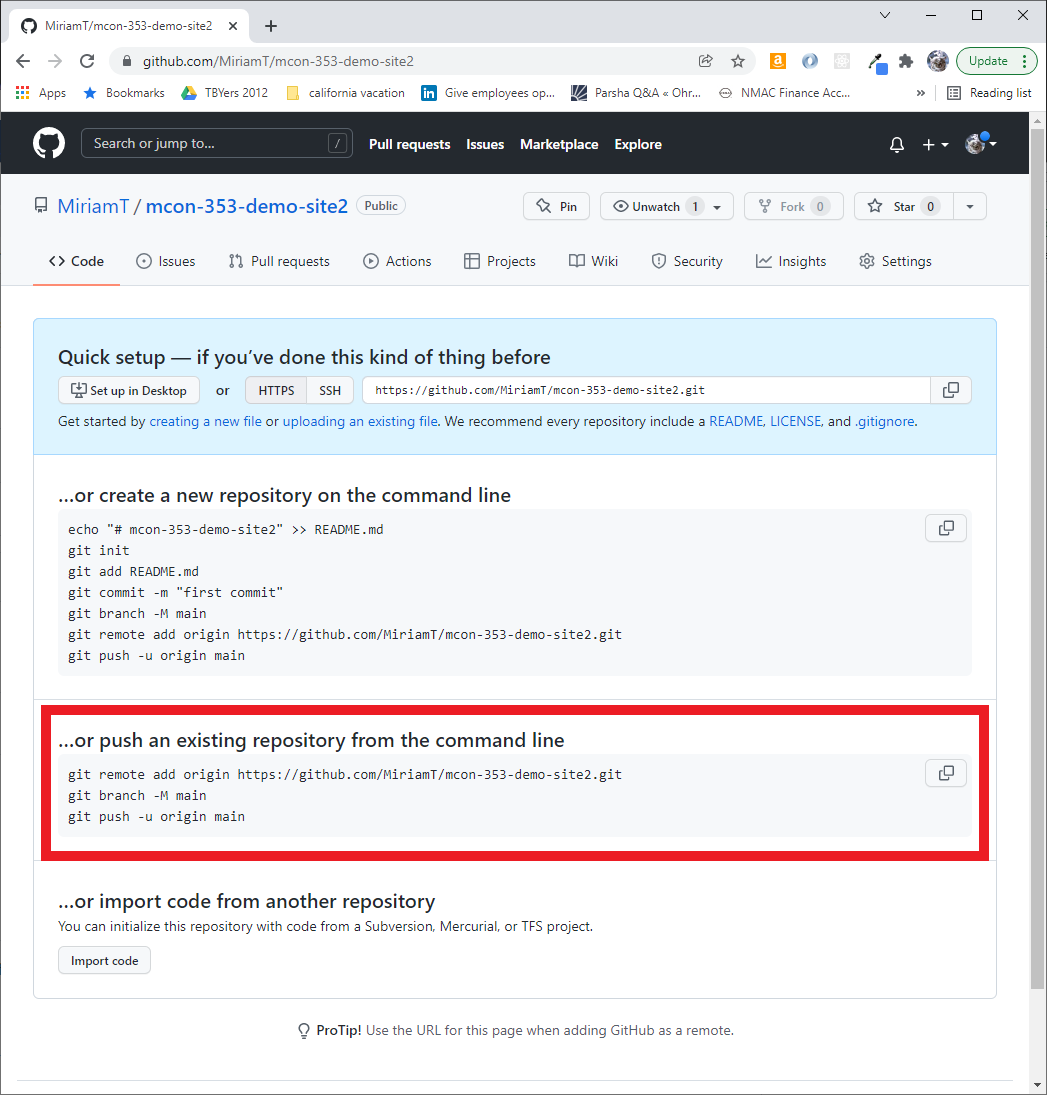 MiriamT/mcon-353-demo-site2
github.com/MiriamT/mcon-353-demo-site2
Update
Apps Bookmarks TBYers 2012 california vacation Give employees op... Parsha Q&A « Ohr... NMAC Finance Acc... » Reading list
Search or jump to... / Pull requests Issues Marketplace Explore
MiriamT / mcon-353-demo-site2 Public Pin Unwatch 1 Fork 0 Star 0
Code Issues Pull requests Actions Projects Wiki Security Insights Settings
Quick setup — if you’ve done this kind of thing before
Set up in Desktop or HTTPS SSH https://github.com/MiriamT/mcon-353-demo-site2.git
Get started by creating a new file or uploading an existing file. We recommend every repository include a README, LICENSE, and .gitignore.
…or create a new repository on the command line
echo "# mcon-353-demo-site2" >> README.md
git init
git add README.md
git commit -m "first commit"
git branch -M main
git remote add origin https://github.com/MiriamT/mcon-353-demo-site2.git
git push -u origin main
…or push an existing repository from the command line
git remote add origin https://github.com/MiriamT/mcon-353-demo-site2.git
git branch -M main
git push -u origin main
…or import code from another repository
You can initialize this repository with code from a Subversion, Mercurial, or TFS project.
Import code
ProTip! Use the URL for this page when adding GitHub as a remote.